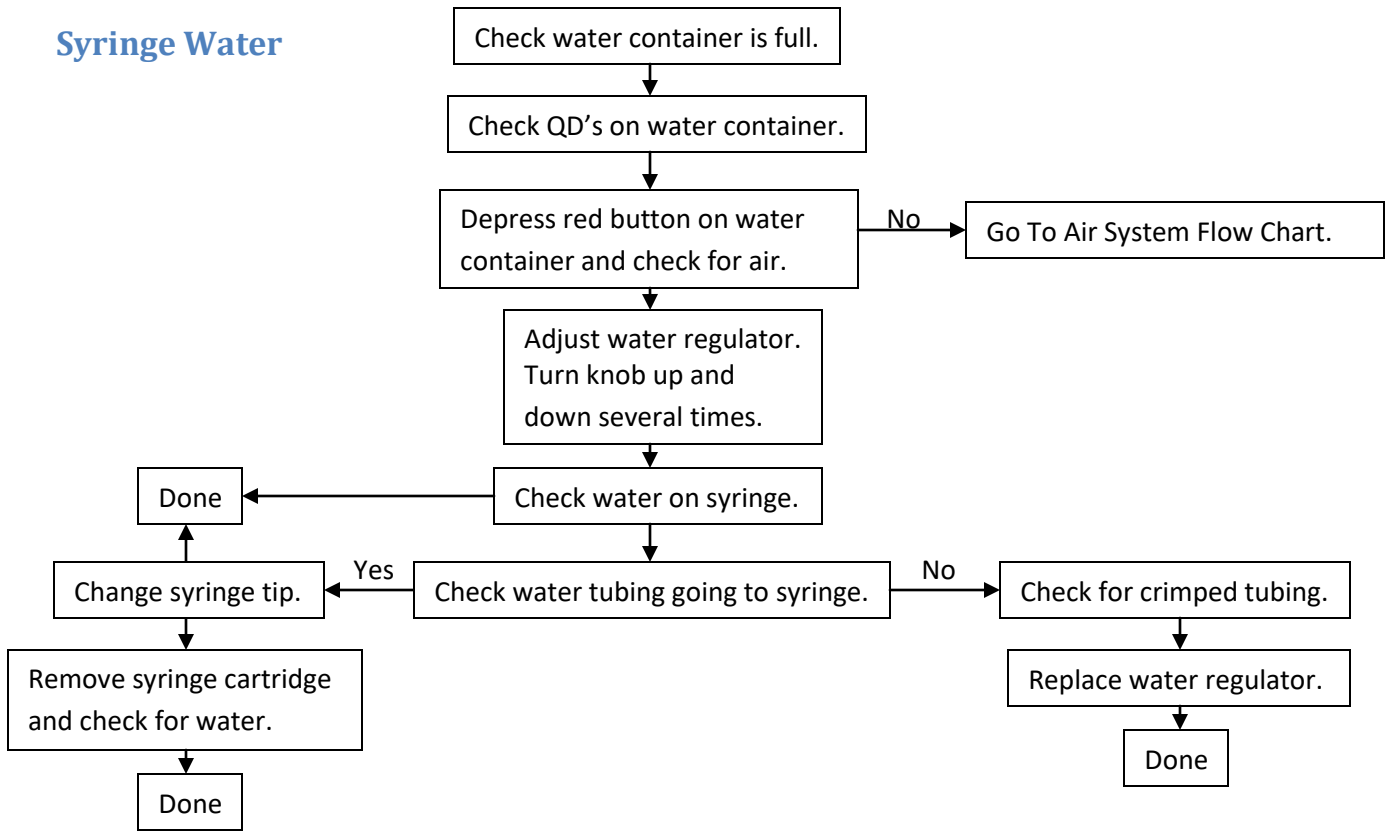 Syringe Water
Check water container is full.
Check QD’s on water container.
Depress red button on water
container and check for air.
No
Go To Air System Flow Chart.
Adjust water regulator.
Turn knob up and
down several times.
Done
Check water on syringe.
Change syringe tip.
Yes
Check water tubing going to syringe.
No
Check for crimped tubing.
Remove syringe cartridge
and check for water.
Replace water regulator.
Done
Done